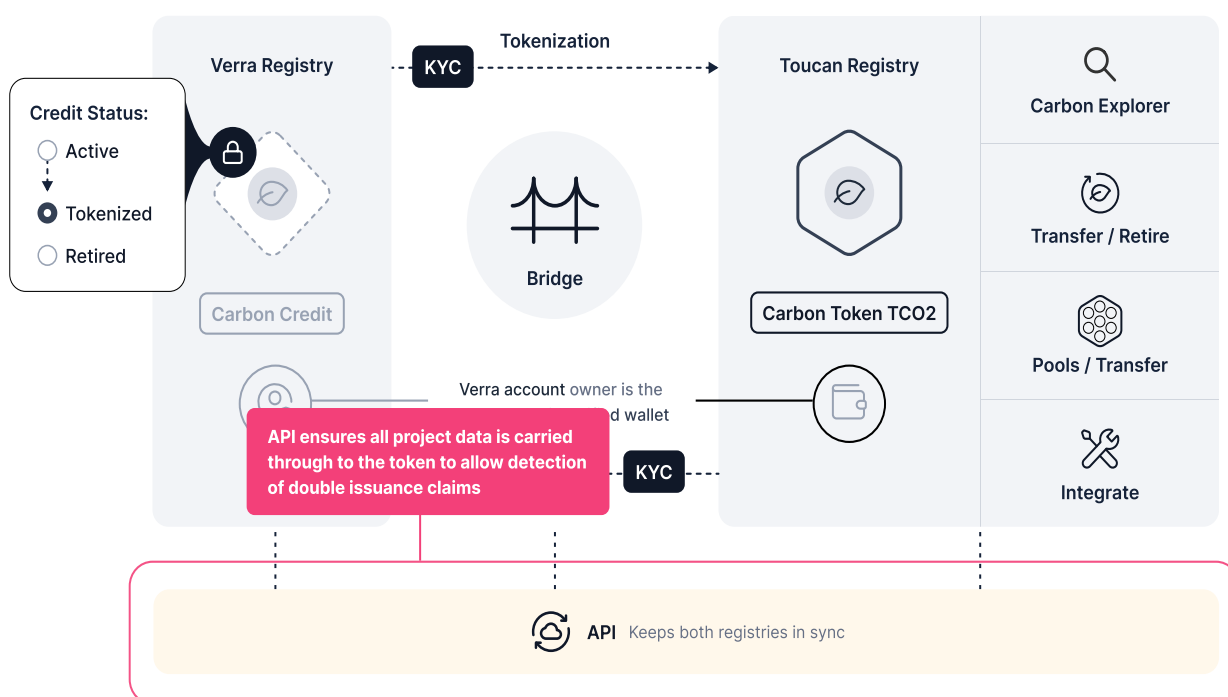 Verra Registry
KYC
Tokenization
Toucan Registry
Credit Status:
Active
Tokenized
Retired
Carbon Credit
Bridge
Carbon Token TCO2
Carbon Explorer
Transfer / Retire
Pools / Transfer
Integrate
Verra account owner is the
wallet
API ensures all project data is carried
through to the token to allow detection
of double issuance claims
KYC
API Keeps both registries in sync